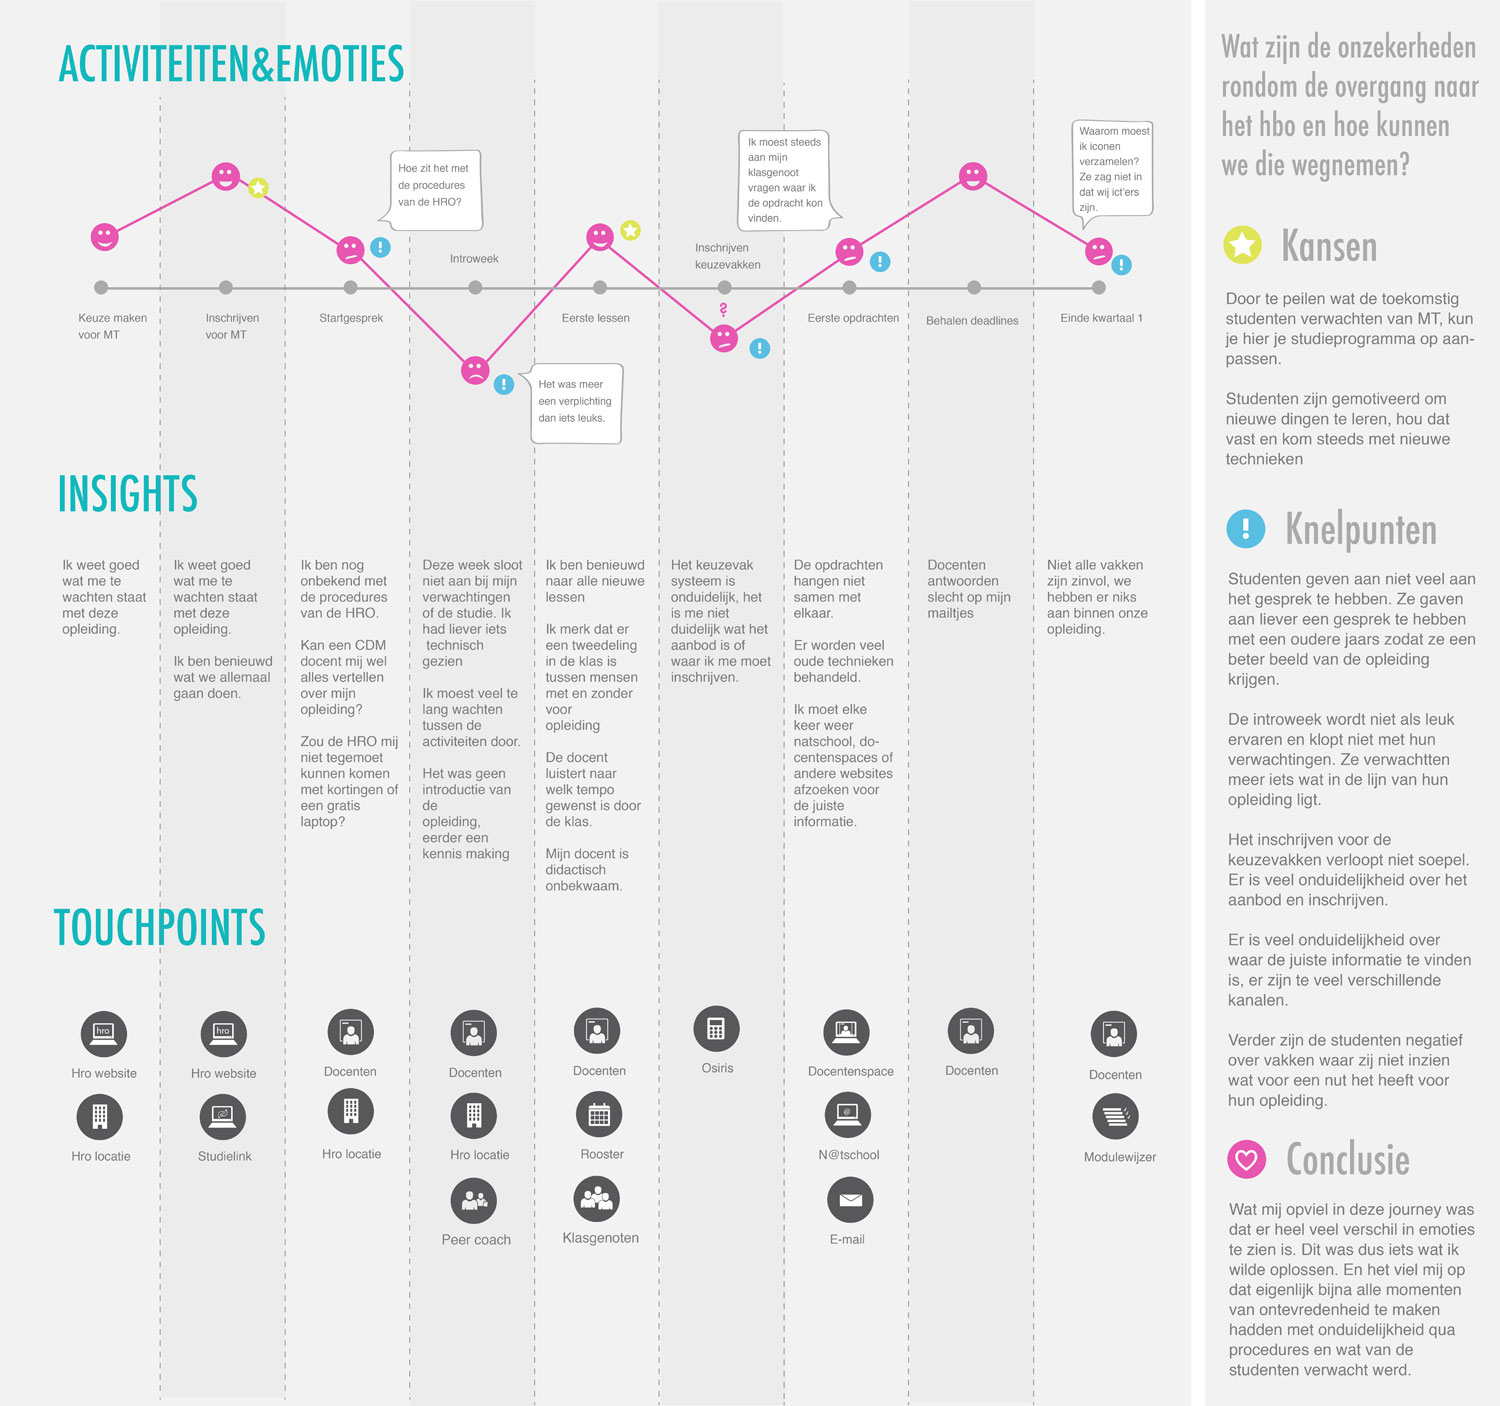 ACTIVITEITEN&EMOTIES
Hoe zit het met
de procedures
van de HRO?
Ik moest steeds
aan mijn
klasgenoot
vragen waar ik
de opdracht kon
vinden.
Waarom moest
ik iconen
verzamelen?
Ze zag niet in
dat wij ict'ers
zijn.
Introweek
Inschrijven
keuzevakken
Keuze maken
voor MT
Inschrijven
voor MT
Startgesprek
Eerste lessen
?
Eerste opdrachten
Behalen deadlines
Einde kwartaal 1
Het was meer
een verplichting
dan iets leuks.
INSIGHTS
Ik weet goed
wat me te
wachten staat
met deze
opleiding.
Ik weet goed
wat me te
wachten staat
met deze
opleiding.
Ik ben benieuwd
wat we allemaal
gaan doen.
Ik ben nog
onbekend met
de procedures
van de HRO.
Kan een CDM
docent mij wel
alles vertellen
over mijn
opleiding?
Zou de HRO mij
niet tegemoet
kunnen komen
met kortingen of
een gratis
laptop?
Deze week sloot
niet aan bij mijn
verwachtingen
of de studie. Ik
had liever iets
technisch
gezien
Ik moest veel te
lang wachten
tussen de
activiteiten door.
Het was geen
introductie van
de
opleiding,
eerder een
kennis making
Ik ben benieuwd
naar alle nieuwe
lessen
Ik merk dat er
een tweedeling
in de klas is
tussen mensen
met en zonder
voor
opleiding
De docent
luistert naar
welk tempo
gewenst is door
de klas.
Mijn docent is
didactisch
onbekwaam.
Het keuzevak
systeem is
onduidelijk, het
is me niet
duidelijk wat het
aanbod is of
waar ik me moet
inschrijven.
De opdrachten
hangen niet
samen met
elkaar.
Er worden veel
oude technieken
behandeld.
Ik moet elke
keer weer
natschool, do-
centenspaces of
andere websites
afzoeken voor
de juiste
informatie.
Docenten
antwoorden
slecht op mijn
mailtjes
Niet alle vakken
zijn zinvol, we
hebben er niks
aan binnen onze
opleiding.
TOUCHPOINTS
hro
Hro website
Hro locatie
hro
Hro website
Studielink
Docenten
Hro locatie
Docenten
Hro locatie
Peer coach
Docenten
Rooster
Klasgenoten
Osiris
Docentenspace
@
N@tschool
E-mail
Docenten
Docenten
Modulewijzer
Wat zijn de onzekerheden
rondom de overgang naar
het hbo en hoe kunnen
we die wegnemen?
Kansen
Door te peilen wat de toekomstig
studenten verwachten van MT, kun
je hier je studieprogramma op aan-
passen.
Studenten zijn gemotiveerd om
nieuwe dingen te leren, hou dat
vast en kom steeds met nieuwe
technieken
! Knelpunten
Studenten geven aan niet veel aan
het gesprek te hebben. Ze gaven
aan liever een gesprek te hebben
met een oudere jaars zodat ze een
beter beeld van de opleiding
krijgen.
De introweek wordt niet als leuk
ervaren en klopt niet met hun
verwachtingen. Ze verwachtten
meer iets wat in de lijn van hun
opleiding ligt.
Het inschrijven voor de
keuzevakken verloopt niet soepel.
Er is veel onduidelijkheid over het
aanbod en inschrijven.
Er is veel onduidelijkheid over
waar de juiste informatie te vinden
is, er zijn te veel verschillende
kanalen.
Verder zijn de studenten negatief
over vakken waar zij niet inzien
wat voor een nut het heeft voor
hun opleiding.
Conclusie
Wat mij opviel in deze journey was
dat er heel veel verschil in emoties
te zien is. Dit was dus iets wat ik
wilde oplossen. En het viel mij op
dat eigenlijk bijna alle momenten
van ontevredenheid te maken
hadden met onduidelijkheid qua
procedures en wat van de
studenten verwacht werd.